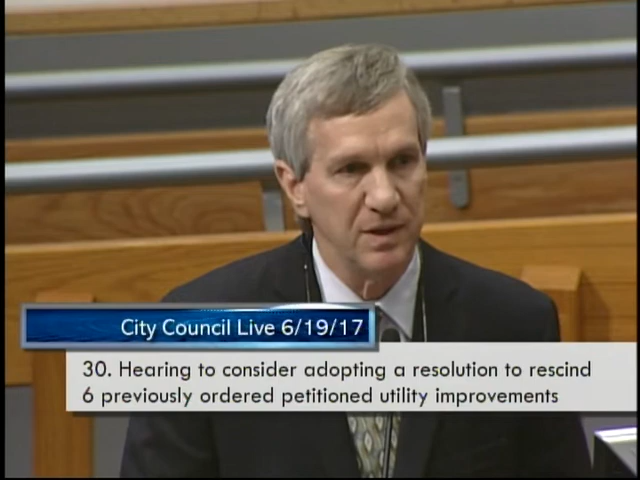 City Council Live 6/19/17
30. Hearing to consider adopting a resolution to rescind
6 previously ordered petitioned utility improvements